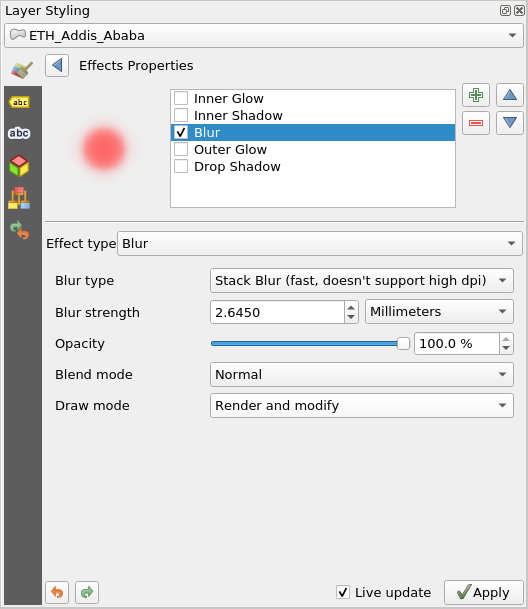 Layer Styling
ETH_Addis_Ababa
Effects Properties
abc
abc
Inner Glow
Inner Shadow
Blur
Outer Glow
Drop Shadow
Effect type Blur
Blur type Stack Blur (fast, doesn't support high dpi)
Blur strength 2.6450 Millimeters
Opacity 100.0 %
Blend mode Normal
Draw mode Render and modify
Live update Apply